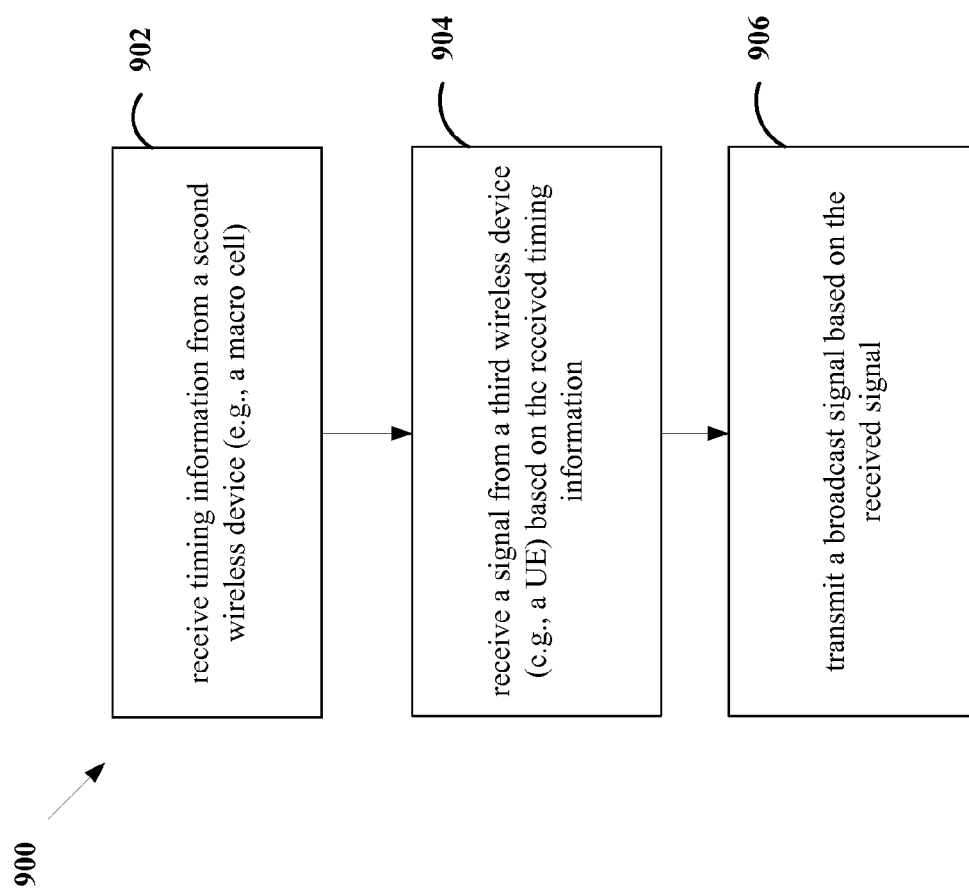 900
902
receive timing information from a second
wireless device (e.g., a macro cell)
904
receive a signal from a third wireless device
(e.g., a UE) based on the received timing
information
906
transmit a broadcast signal based on the
received signal